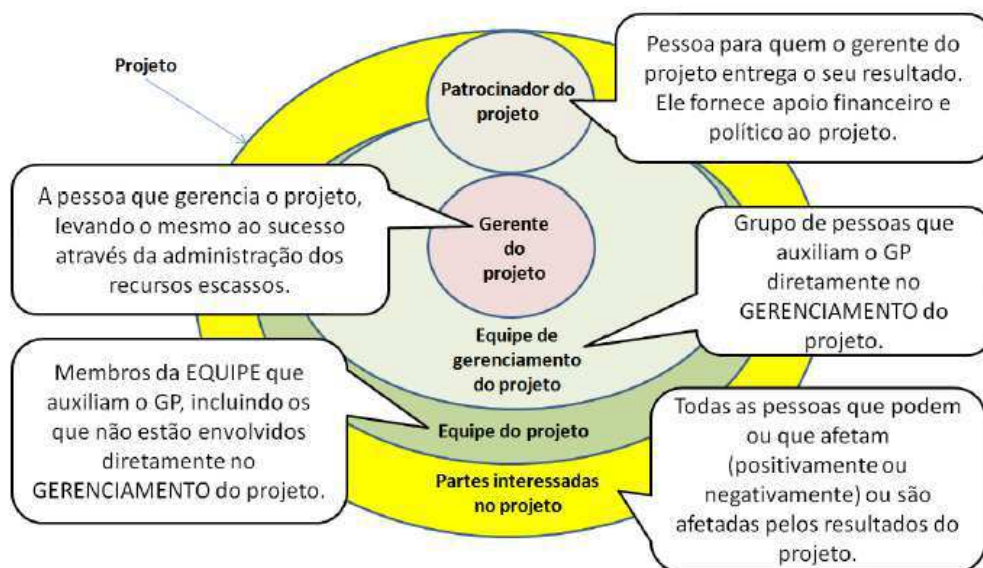 Projeto
Patrocinador do
projeto
Pessoa para quem o gerente do
projeto entrega o seu resultado.
Ele fornece apoio financeiro e
político ao projeto.
A pessoa que gerencia o projeto,
levando o mesmo ao sucesso
através da administração dos
recursos escassos.
Gerente
do
projeto
Grupo de pessoas que
auxiliam o GP
diretamente no
GERENCIAMENTO do
projeto.
Equipe de
gerenciamento
do projeto
Membros da EQUIPE que
auxiliam o GP, incluindo os
que não estão envolvidos
diretamente no
GERENCIAMENTO do projeto.
Equipe do projeto
Partes interessadas
no projeto
Todas as pessoas que podem
ou que afetam
(positivamente ou
negativamente) ou são
afetadas pelos resultados do
projeto.